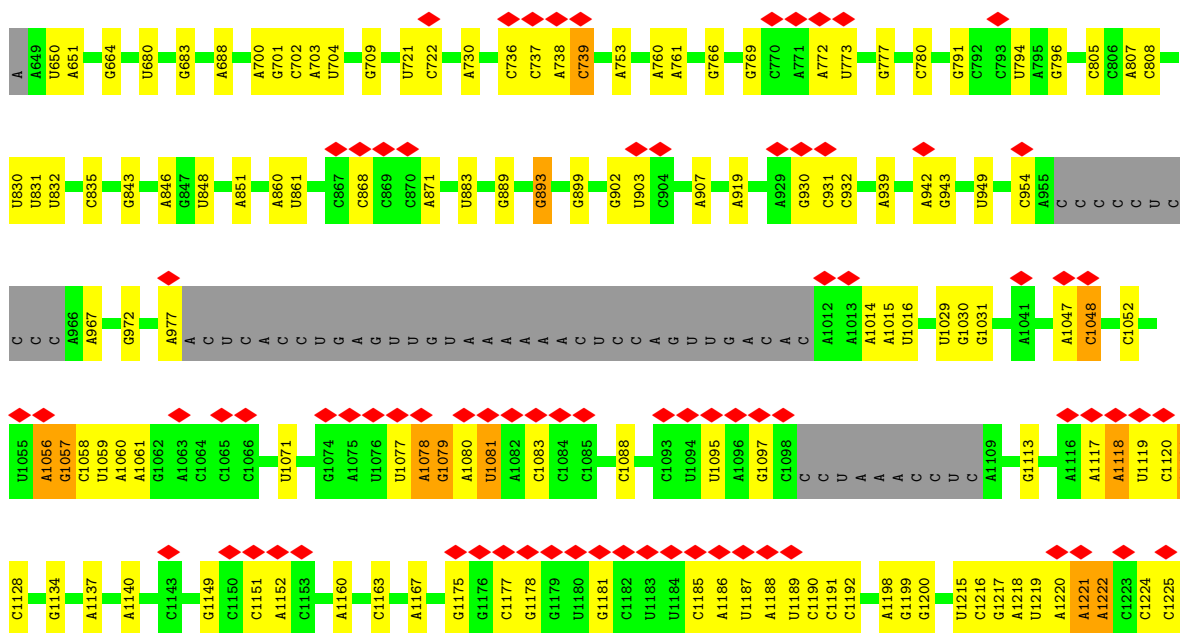 A A649 U650 A651 G664 U680 G683 A688 A700 G701 C702 A703 U704 G709 U721 C722 A730 C736 C737 A738 C739 A753 A760 A761 G766 G769 C770 A771 A772 U773 G777 C780 G791 C792 C793 U794 A795 G796 C805 C806 A807 C808
U830 U831 U832 C835 G843 A846 G847 U848 A851 A860 U861 C867 C868 C869 C870 A871 U883 G889 G893 G899 G902 U903 C904 A907 A919 A929 G930 C931 C932 A939 A942 G943 U949 C954 A955 C C C C C U C
C C C A966 A967 G972 A977 A C U C A C C U G A G U U G U A A A A A A C U C C A G U U G A C A C A1012 A1013 A1014 A1015 U1016 U1029 G1030 G1031 A1041 A1047 C1048 C1052
U1055 A1056 G1057 C1058 U1059 A1060 A1061 G1062 A1063 C1064 C1065 C1066 U1071 G1074 A1075 U1076 U1077 A1078 G1079 A1080 U1081 A1082 C1083 C1084 C1085 C1088 C1093 U1094 U1095 A1096 G1097 C1098 C C U A A A C C U C A1109 G1113 A1116 A1117 A1118 U1119 C1120
C1128 G1134 A1137 A1140 C1143 G1149 C1150 C1151 A1152 C1153 A1160 C1163 A1167 G1175 G1176 C1177 G1178 G1179 U1180 G1181 C1182 U1183 U1184 C1185 A1186 U1187 A1188 U1189 C1190 C1191 C1192 A1198 G1199 G1200 U1215 C1216 G1217 A1218 U1219 A1220 A1221 A1222 C1223 C1224 C1225